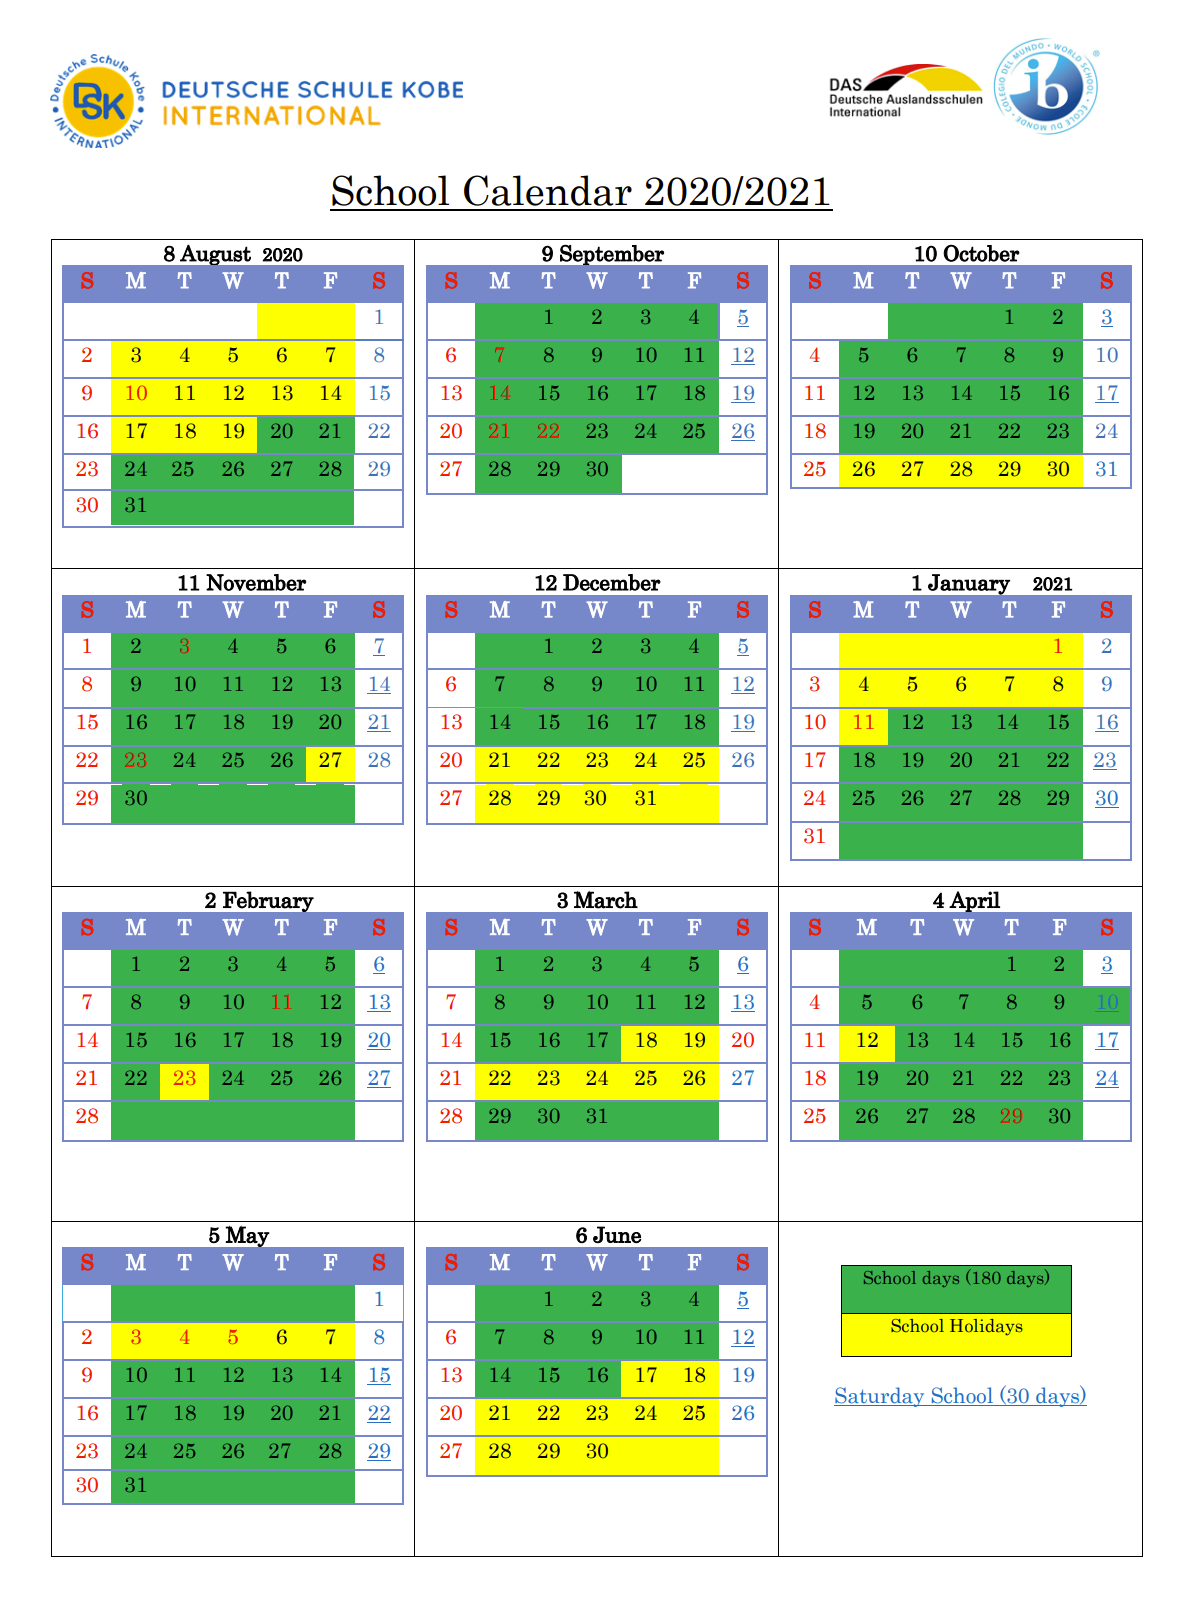 Deutsche Schule Kobe
DSK
INTERNATIONAL
DEUTSCHE SCHULE KOBE
INTERNATIONAL
DAS
Deutsche Auslandsschulen
International
COLEGIO DEL MUNDO • WORLD SCHOOL • ÉCOLE DU MONDE •
ib
®
School Calendar 2020/2021
8 August 2020
S M T W T F S
1
2 3 4 5 6 7 8
9 10 11 12 13 14 15
16 17 18 19 20 21 22
23 24 25 26 27 28 29
30 31
9 September
S M T W T F S
1 2 3 4 5
6 7 8 9 10 11 12
13 14 15 16 17 18 19
20 21 22 23 24 25 26
27 28 29 30
10 October
S M T W T F S
1 2 3
4 5 6 7 8 9 10
11 12 13 14 15 16 17
18 19 20 21 22 23 24
25 26 27 28 29 30 31
11 November
S M T W T F S
1 2 3 4 5 6 7
8 9 10 11 12 13 14
15 16 17 18 19 20 21
22 23 24 25 26 27 28
29 30
12 December
S M T W T F S
1 2 3 4 5
6 7 8 9 10 11 12
13 14 15 16 17 18 19
20 21 22 23 24 25 26
27 28 29 30 31
1 January 2021
S M T W T F S
1 2
3 4 5 6 7 8 9
10 11 12 13 14 15 16
17 18 19 20 21 22 23
24 25 26 27 28 29 30
31
2 February
S M T W T F S
1 2 3 4 5 6
7 8 9 10 11 12 13
14 15 16 17 18 19 20
21 22 23 24 25 26 27
28
3 March
S M T W T F S
1 2 3 4 5 6
7 8 9 10 11 12 13
14 15 16 17 18 19 20
21 22 23 24 25 26 27
28 29 30 31
4 April
S M T W T F S
1 2 3
4 5 6 7 8 9 10
11 12 13 14 15 16 17
18 19 20 21 22 23 24
25 26 27 28 29 30
5 May
S M T W T F S
1
2 3 4 5 6 7 8
9 10 11 12 13 14 15
16 17 18 19 20 21 22
23 24 25 26 27 28 29
30 31
6 June
S M T W T F S
1 2 3 4 5
6 7 8 9 10 11 12
13 14 15 16 17 18 19
20 21 22 23 24 25 26
27 28 29 30
School days (180 days)
School Holidays
Saturday School (30 days)